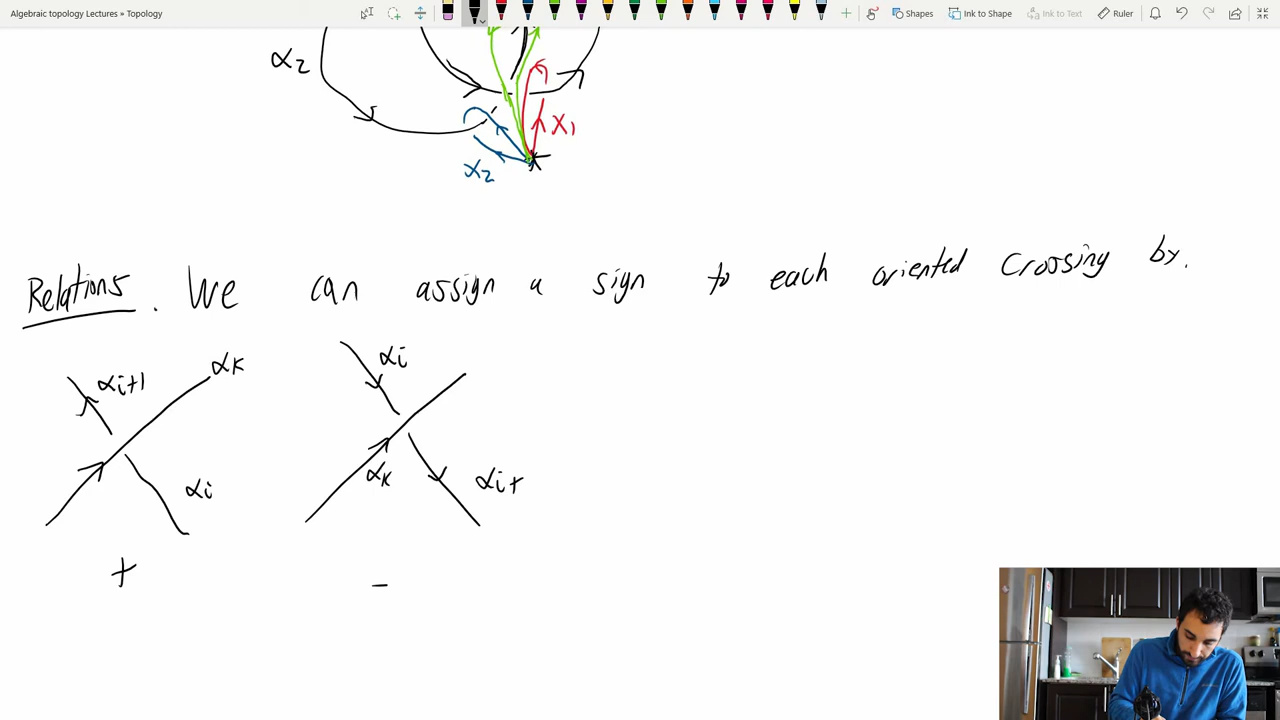 Algebraic topology Lectures » Topology
Shapes
Ink to Shape
Ink to Text
Ruler
α2
x1
x2
Relations. We can assign a sign to each oriented crossing by.
αi+1
αk
αi
αi
αk
αi+
+
-